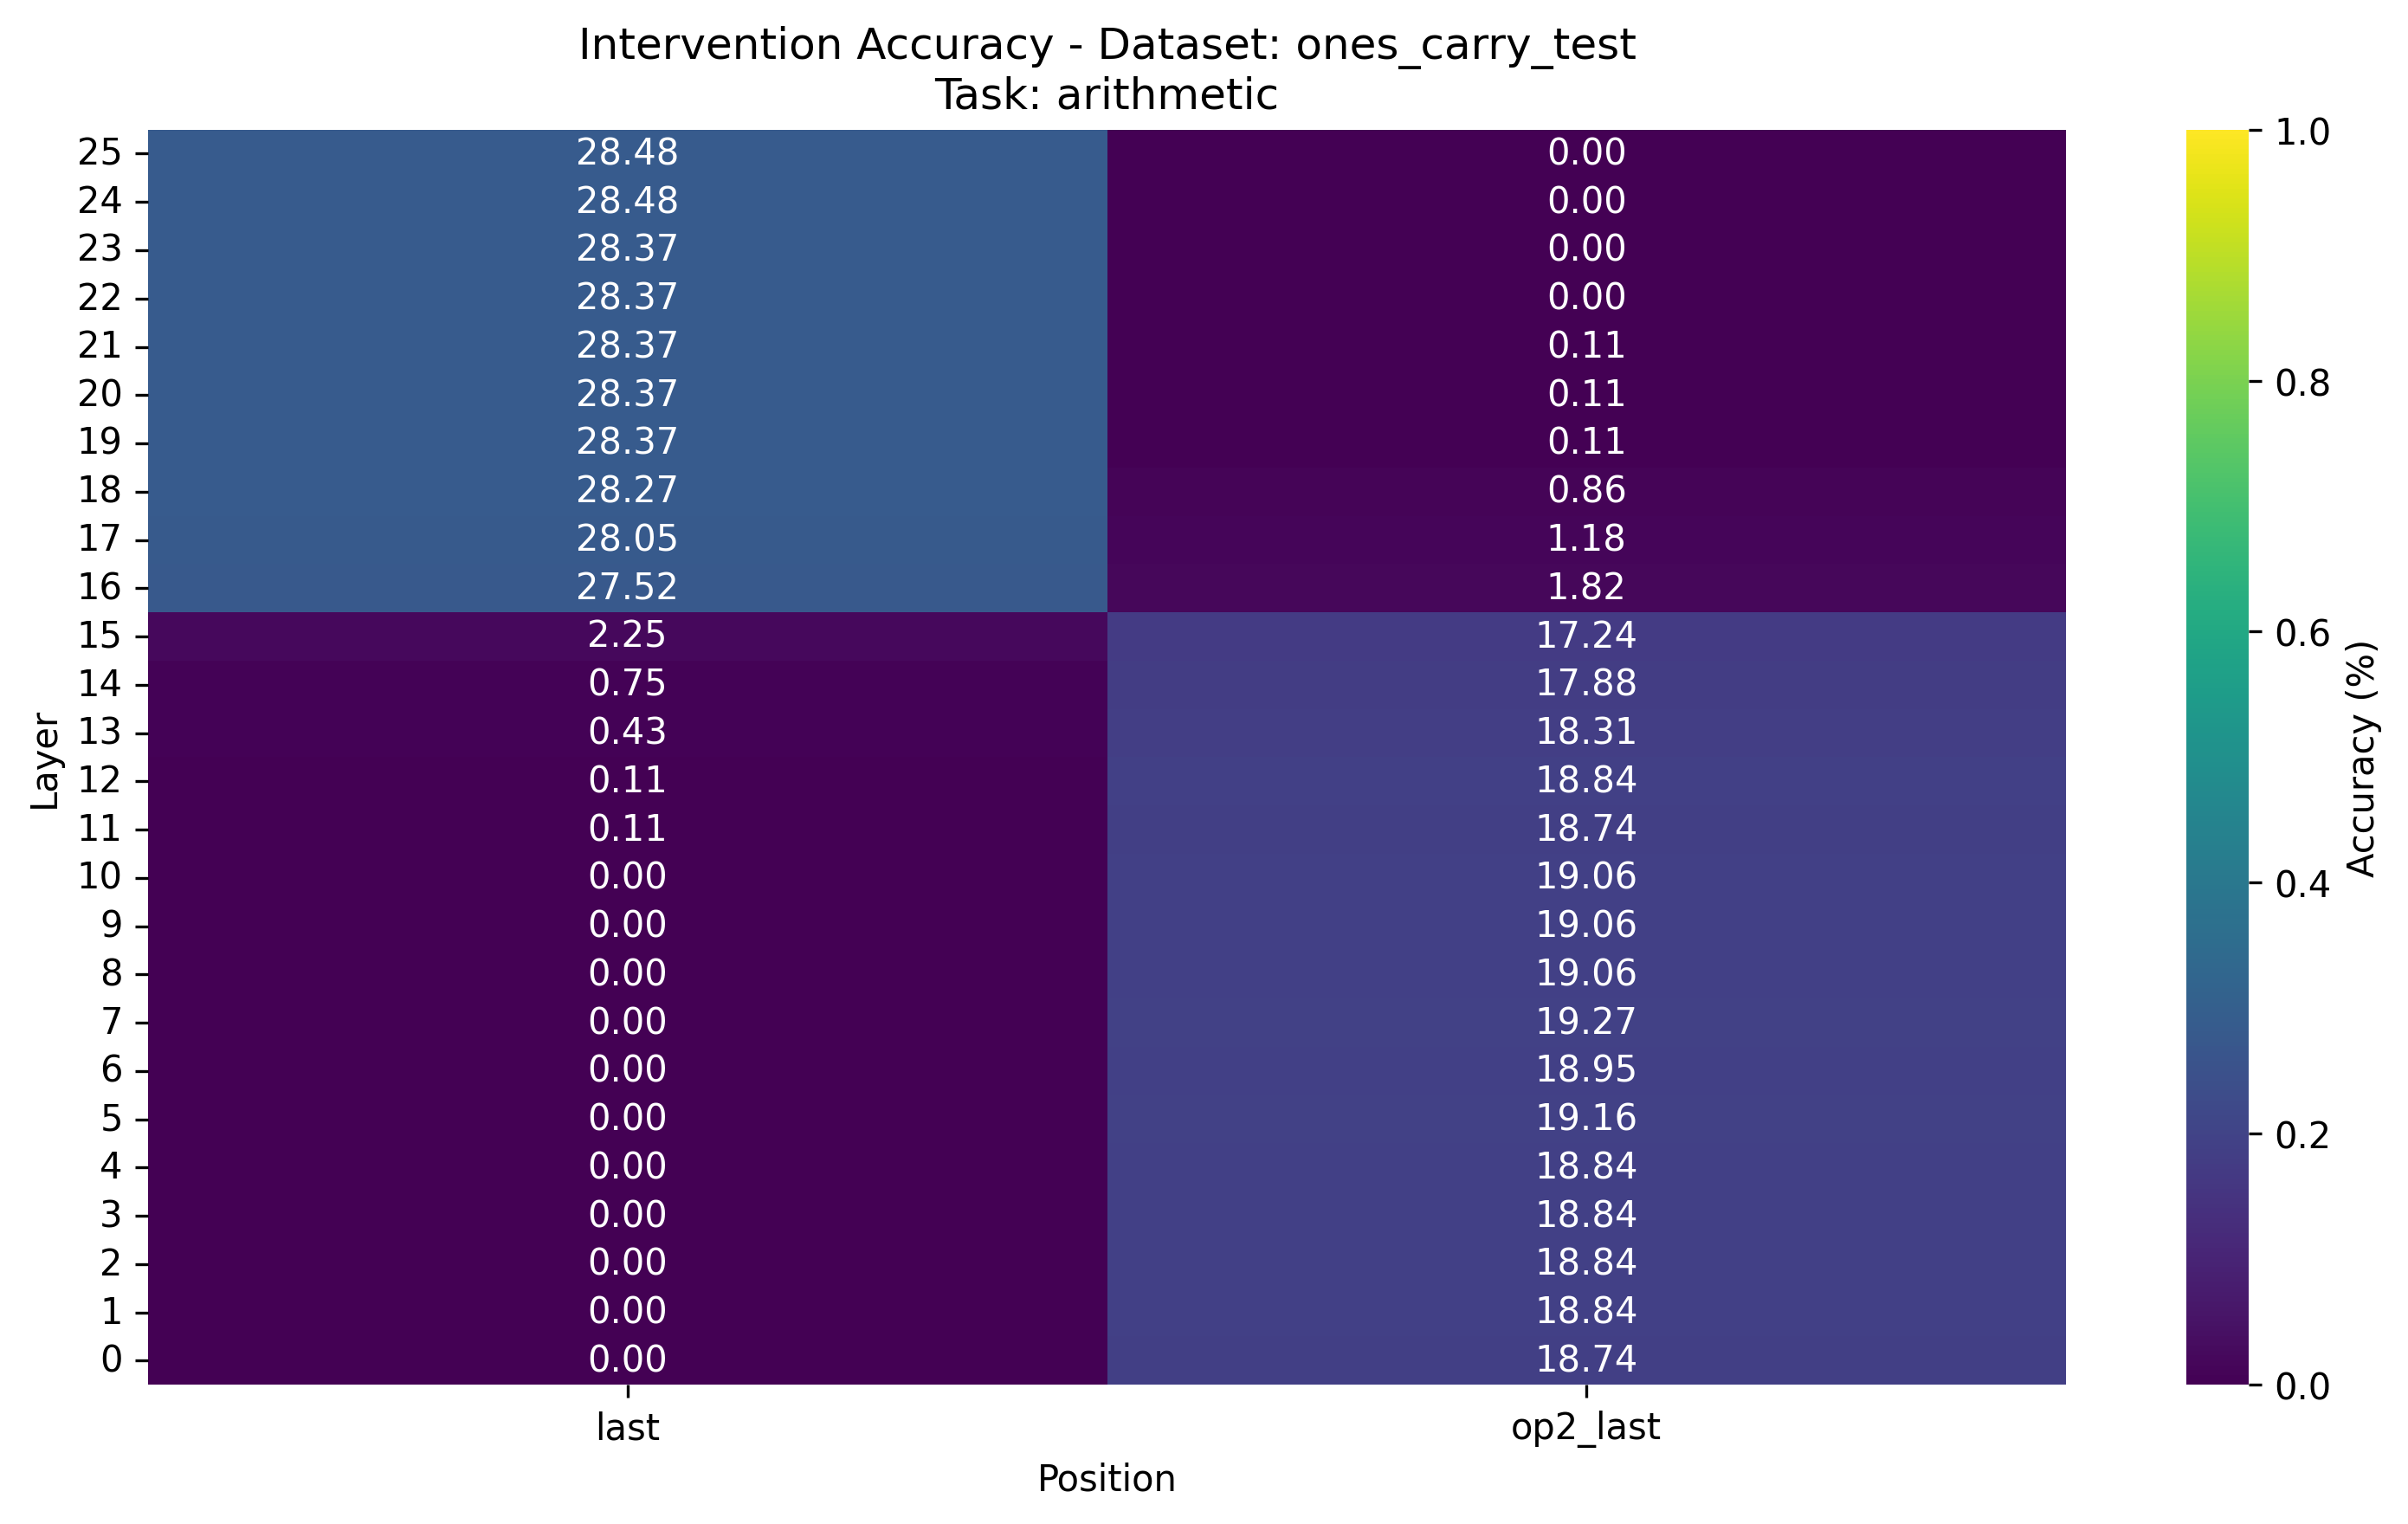 Intervention Accuracy - Dataset: ones_carry_test
Task: arithmetic
25 28.48 0.00
24 28.48 0.00
23 28.37 0.00
22 28.37 0.00
21 28.37 0.11
20 28.37 0.11
19 28.37 0.11
18 28.27 0.86
17 28.05 1.18
16 27.52 1.82
15 2.25 17.24
14 0.75 17.88
13 0.43 18.31
12 0.11 18.84
11 0.11 18.74
10 0.00 19.06
9 0.00 19.06
8 0.00 19.06
7 0.00 19.27
6 0.00 18.95
5 0.00 19.16
4 0.00 18.84
3 0.00 18.84
2 0.00 18.84
1 0.00 18.84
0 0.00 18.74
Layer
last op2_last
Position
1.0
0.8
0.6
0.4
0.2
0.0
Accuracy (%)